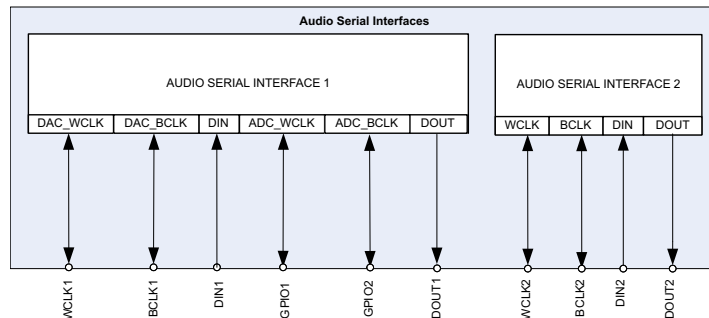 Audio Serial Interfaces
AUDIO SERIAL INTERFACE 1
DAC_WCLK DAC_BCLK DIN ADC_WCLK ADC_BCLK DOUT
AUDIO SERIAL INTERFACE 2
WCLK BCLK DIN DOUT
WCLK1
BCLK1
DIN1
GPIO1
GPIO2
DOUT1
WCLK2
BCLK2
DIN2
DOUT2